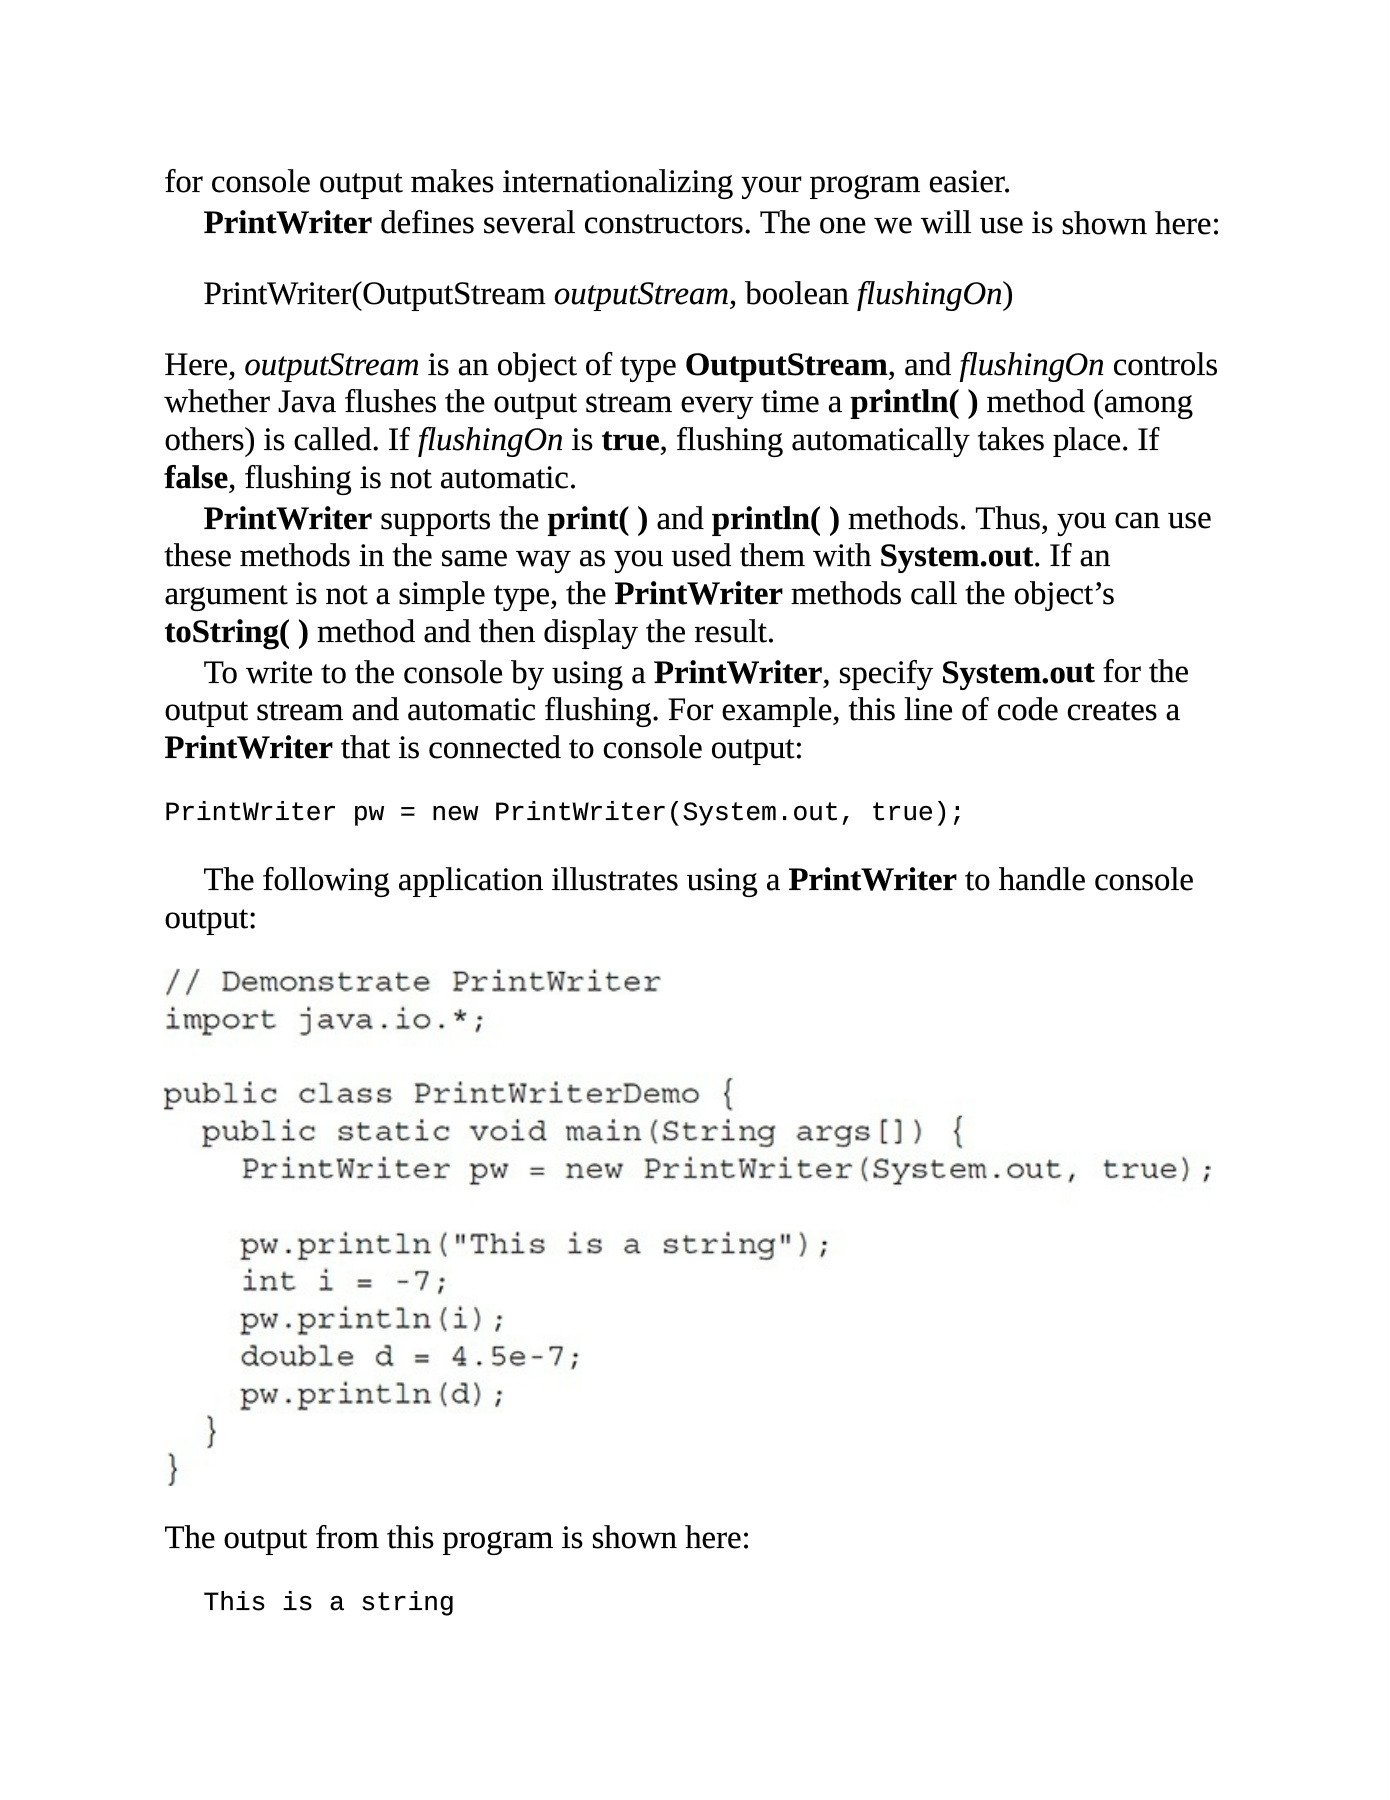 for console output makes internationalizing your program easier.
PrintWriter defines several constructors. The one we will use is shown here:
PrintWriter(OutputStream outputStream, boolean flushingOn)
Here, outputStream is an object of type OutputStream, and flushingOn controls
whether Java flushes the output stream every time a println( ) method (among
others) is called. If flushingOn is true, flushing automatically takes place. If
false, flushing is not automatic.
PrintWriter supports the print( ) and println( ) methods. Thus, you can use
these methods in the same way as you used them with System.out. If an
argument is not a simple type, the PrintWriter methods call the object’s
toString( ) method and then display the result.
To write to the console by using a PrintWriter, specify System.out for the
output stream and automatic flushing. For example, this line of code creates a
PrintWriter that is connected to console output:
PrintWriter pw = new PrintWriter(System.out, true);
The following application illustrates using a PrintWriter to handle console
output:
// Demonstrate PrintWriter
import java.io.*;
public class PrintWriterDemo {
public static void main(String args[]) {
PrintWriter pw = new PrintWriter(System.out, true);
pw.println("This is a string");
int i = -7;
pw.println(i);
double d = 4.5e-7;
pw.println(d);
}
}
The output from this program is shown here:
This is a string